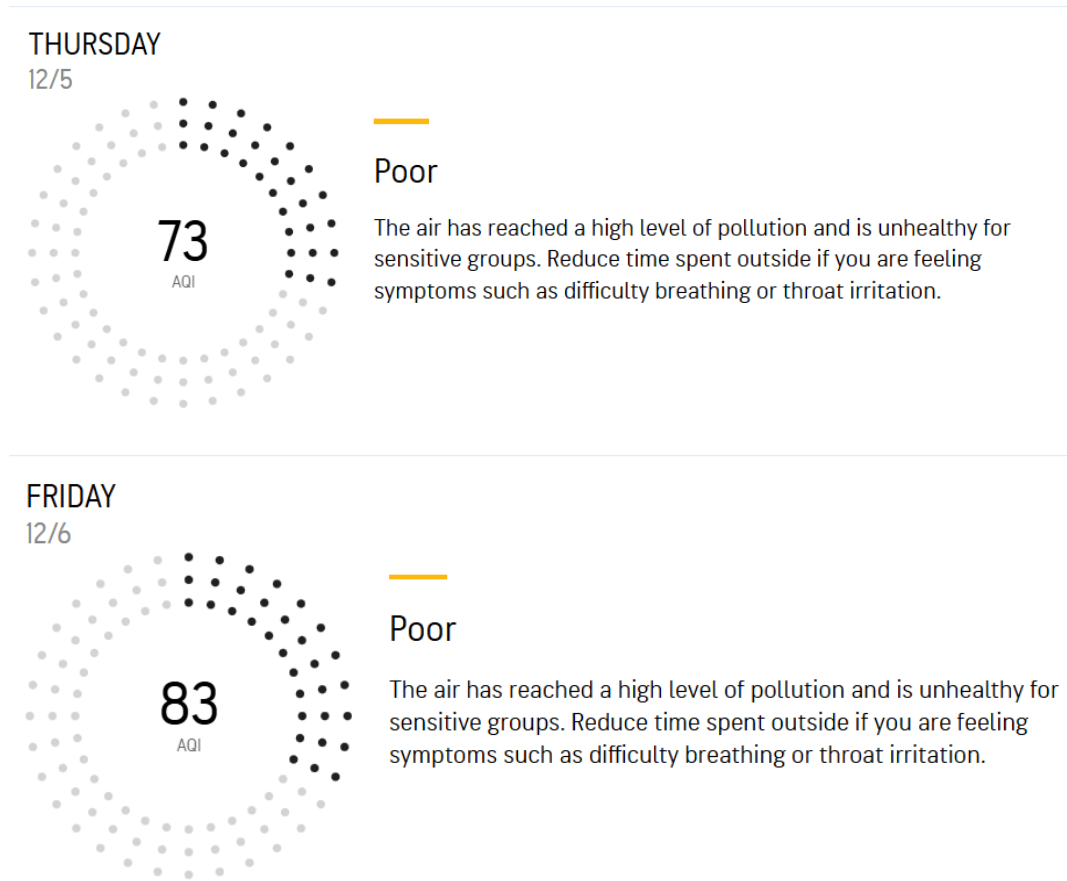 THURSDAY
12/5
73
AQI
Poor
The air has reached a high level of pollution and is unhealthy for
sensitive groups. Reduce time spent outside if you are feeling
symptoms such as difficulty breathing or throat irritation.
FRIDAY
12/6
83
AQI
Poor
The air has reached a high level of pollution and is unhealthy for
sensitive groups. Reduce time spent outside if you are feeling
symptoms such as difficulty breathing or throat irritation.